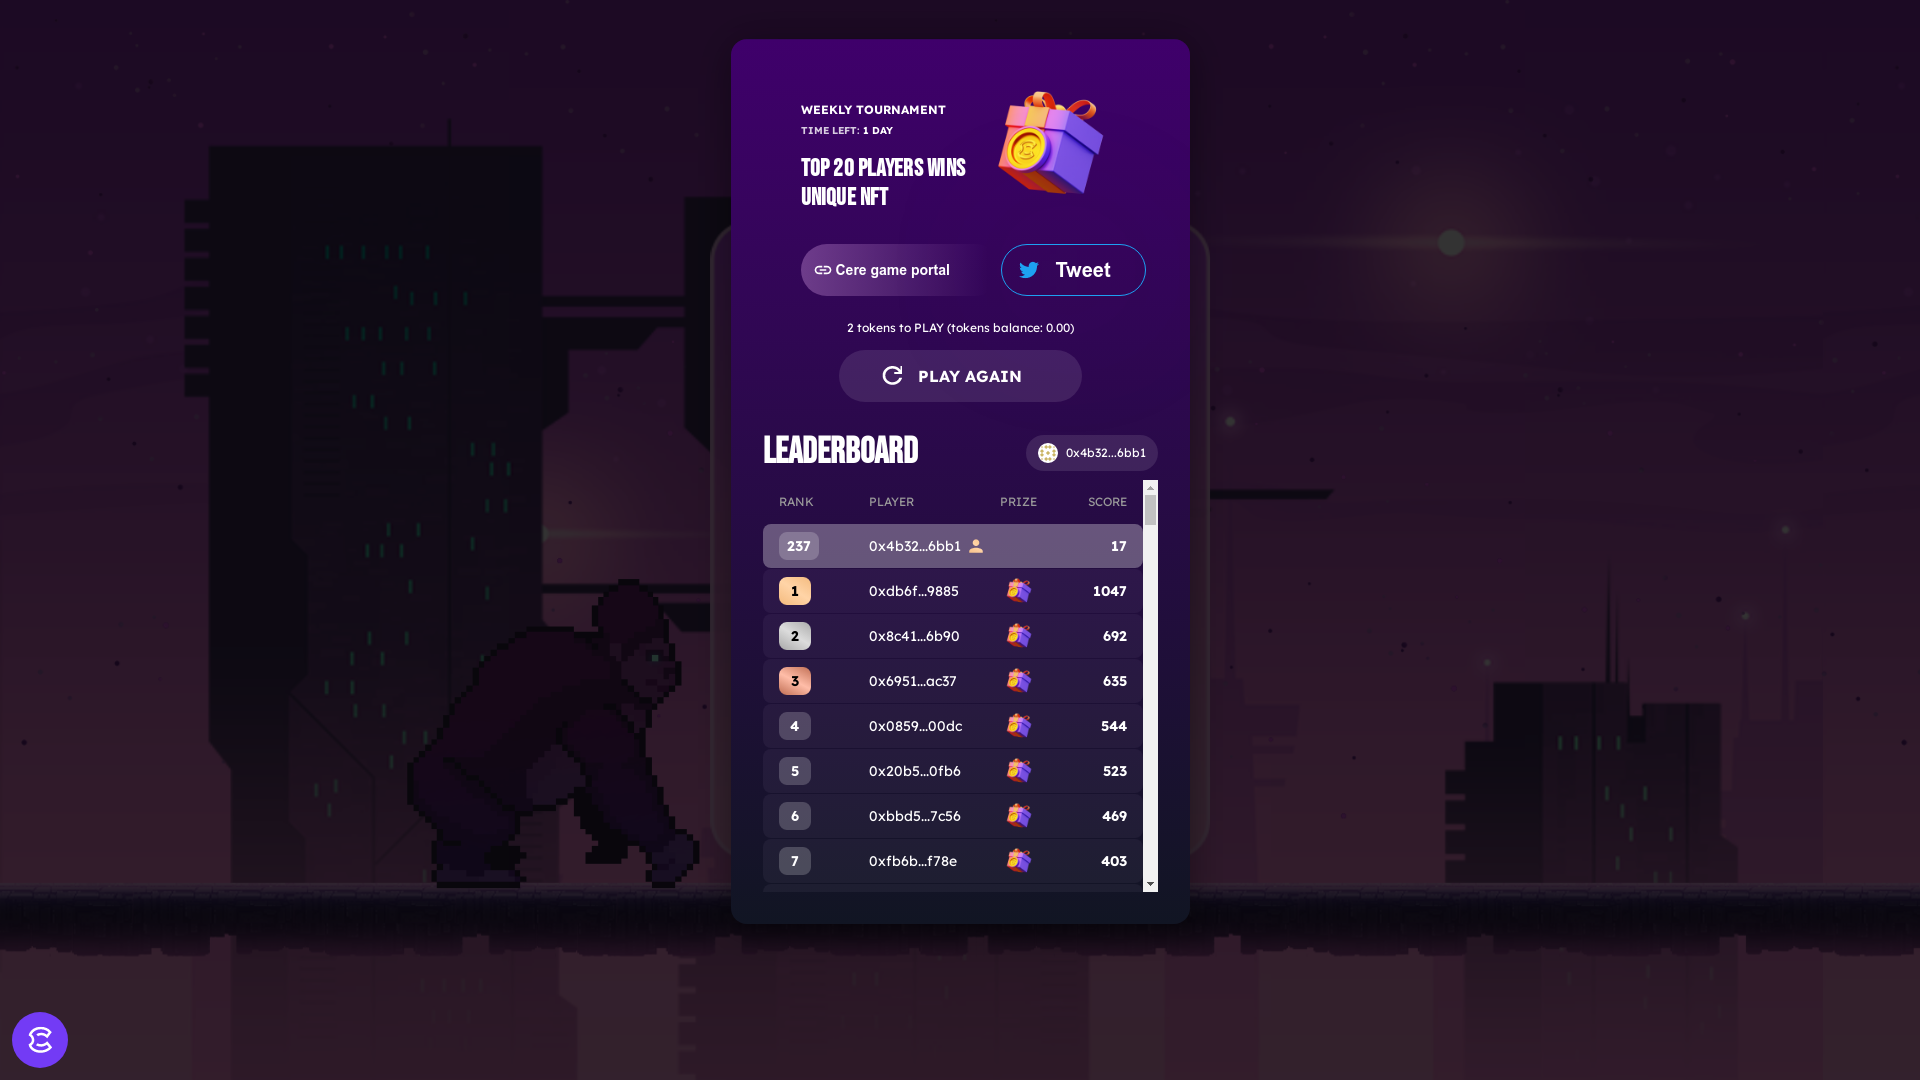 WEEKLY TOURNAMENT
TIME LEFT: 1 DAY
TOP 20 PLAYERS WINS
UNIQUE NFT
Cere game portal
Tweet
2 tokens to PLAY (tokens balance: 0.00)
PLAY AGAIN
LEADERBOARD
0x4b32...6bb1
RANK PLAYER PRIZE SCORE
237 0x4b32...6bb1 17
1 0xdb6f...9885 1047
2 0x8c41...6b90 692
3 0x6951...ac37 635
4 0x0859...00dc 544
5 0x20b5...0fb6 523
6 0xbbd5...7c56 469
7 0xfb6b...f78e 403